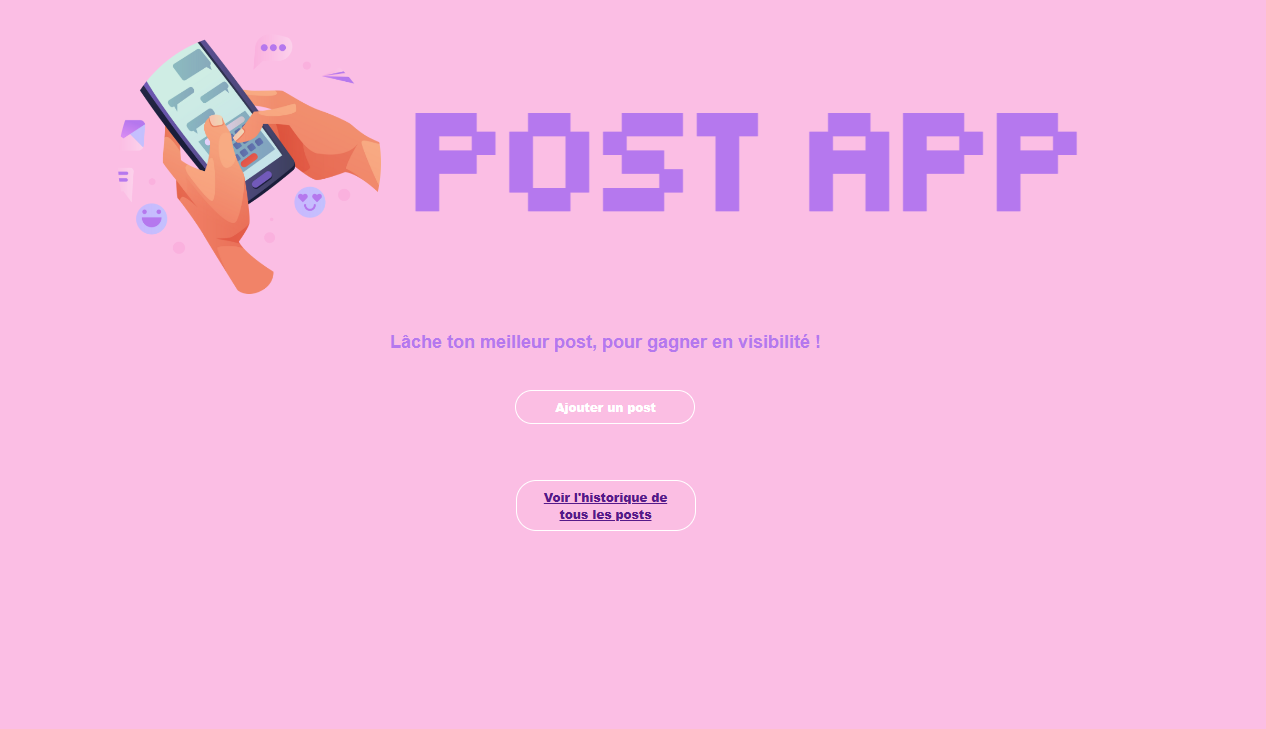 POST APP
Lâche ton meilleur post, pour gagner en visibilité !
Ajouter un post
Voir l'historique de
tous les posts